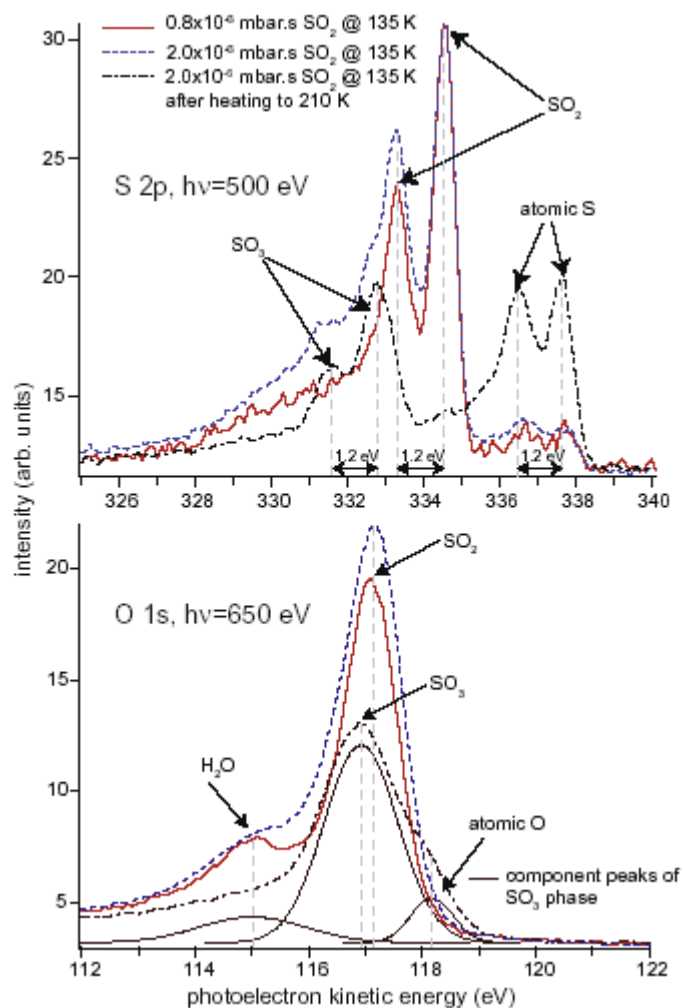 0.8x10⁻⁶ mbar.s SO₂ @ 135 K
2.0x10⁻⁶ mbar.s SO₂ @ 135 K
2.0x10⁻⁶ mbar.s SO₂ @ 135 K
after heating to 210 K
30
25
20
15
S 2p, hν=500 eV
SO₂
SO₃
atomic S
1.2 eV
1.2 eV
1.2 eV
326
328
330
332
334
336
338
340
intensity (arb. units)
20
15
10
5
O 1s, hν=650 eV
SO₂
SO₃
H₂O
atomic O
component peaks of
SO₃ phase
112
114
116
118
120
122
photoelectron kinetic energy (eV)